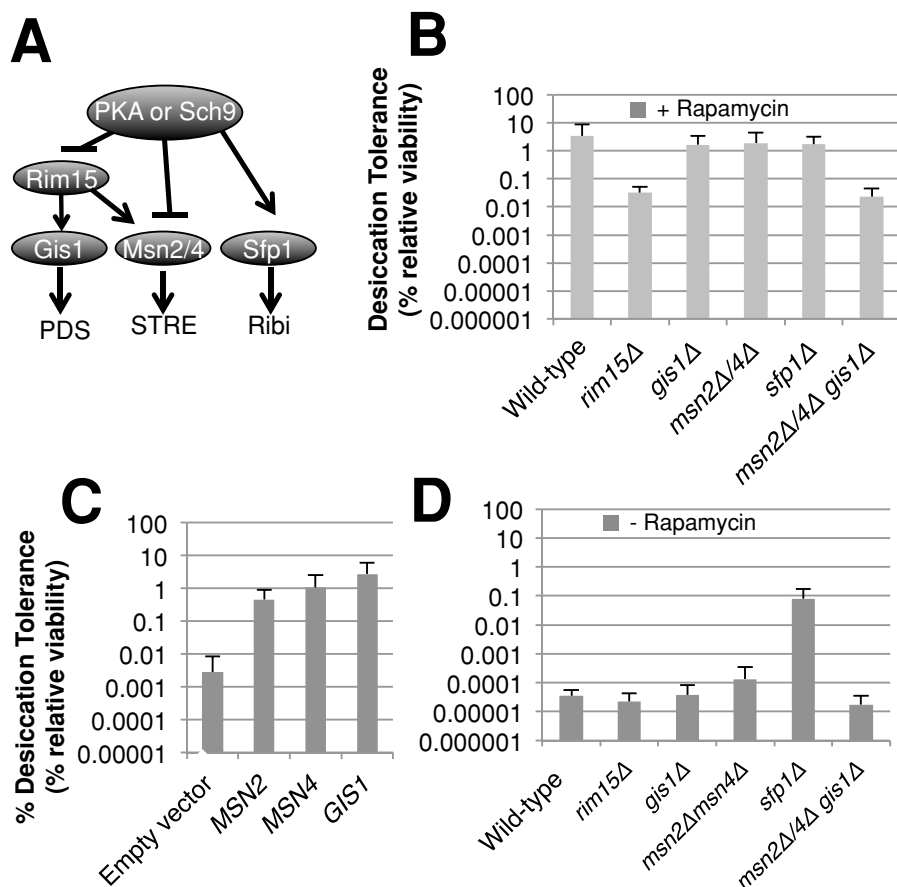 A
PKA or Sch9
Rim15
Gis1
Msn2/4
Sfp1
PDS
STRE
Ribi
B
Desiccation Tolerance
(% relative viability)
100
10
1
0.1
0.01
0.001
0.0001
0.00001
0.000001
+ Rapamycin
Wild-type
rim15Δ
gis1Δ
msn2Δ/4Δ
sfp1Δ
msn2Δ/4Δ gis1Δ
C
% Desiccation Tolerance
(% relative viability)
100
10
1
0.1
0.01
0.001
0.0001
0.00001
Empty vector
MSN2
MSN4
GIS1
D
100
10
1
0.1
0.01
0.001
0.0001
0.00001
0.000001
- Rapamycin
Wild-type
rim15Δ
gis1Δ
msn2Δmsn4Δ
sfp1Δ
msn2Δ/4Δ gis1Δ